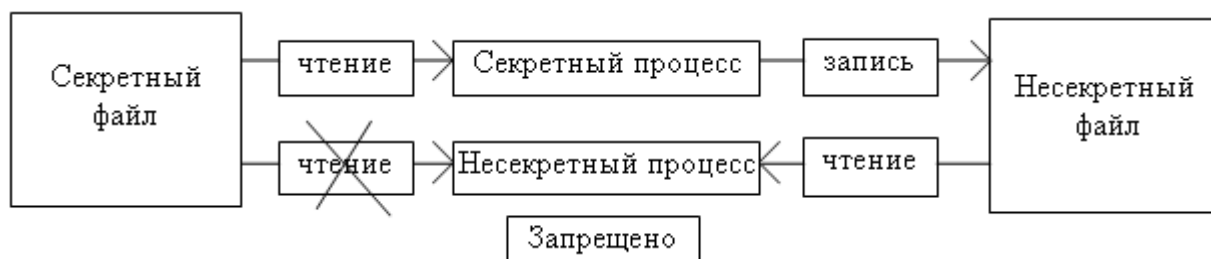 Секретный
файл
чтение
Секретный процесс
запись
Несекретный
файл
чтение
Несекретный процесс
чтение
Запрещено